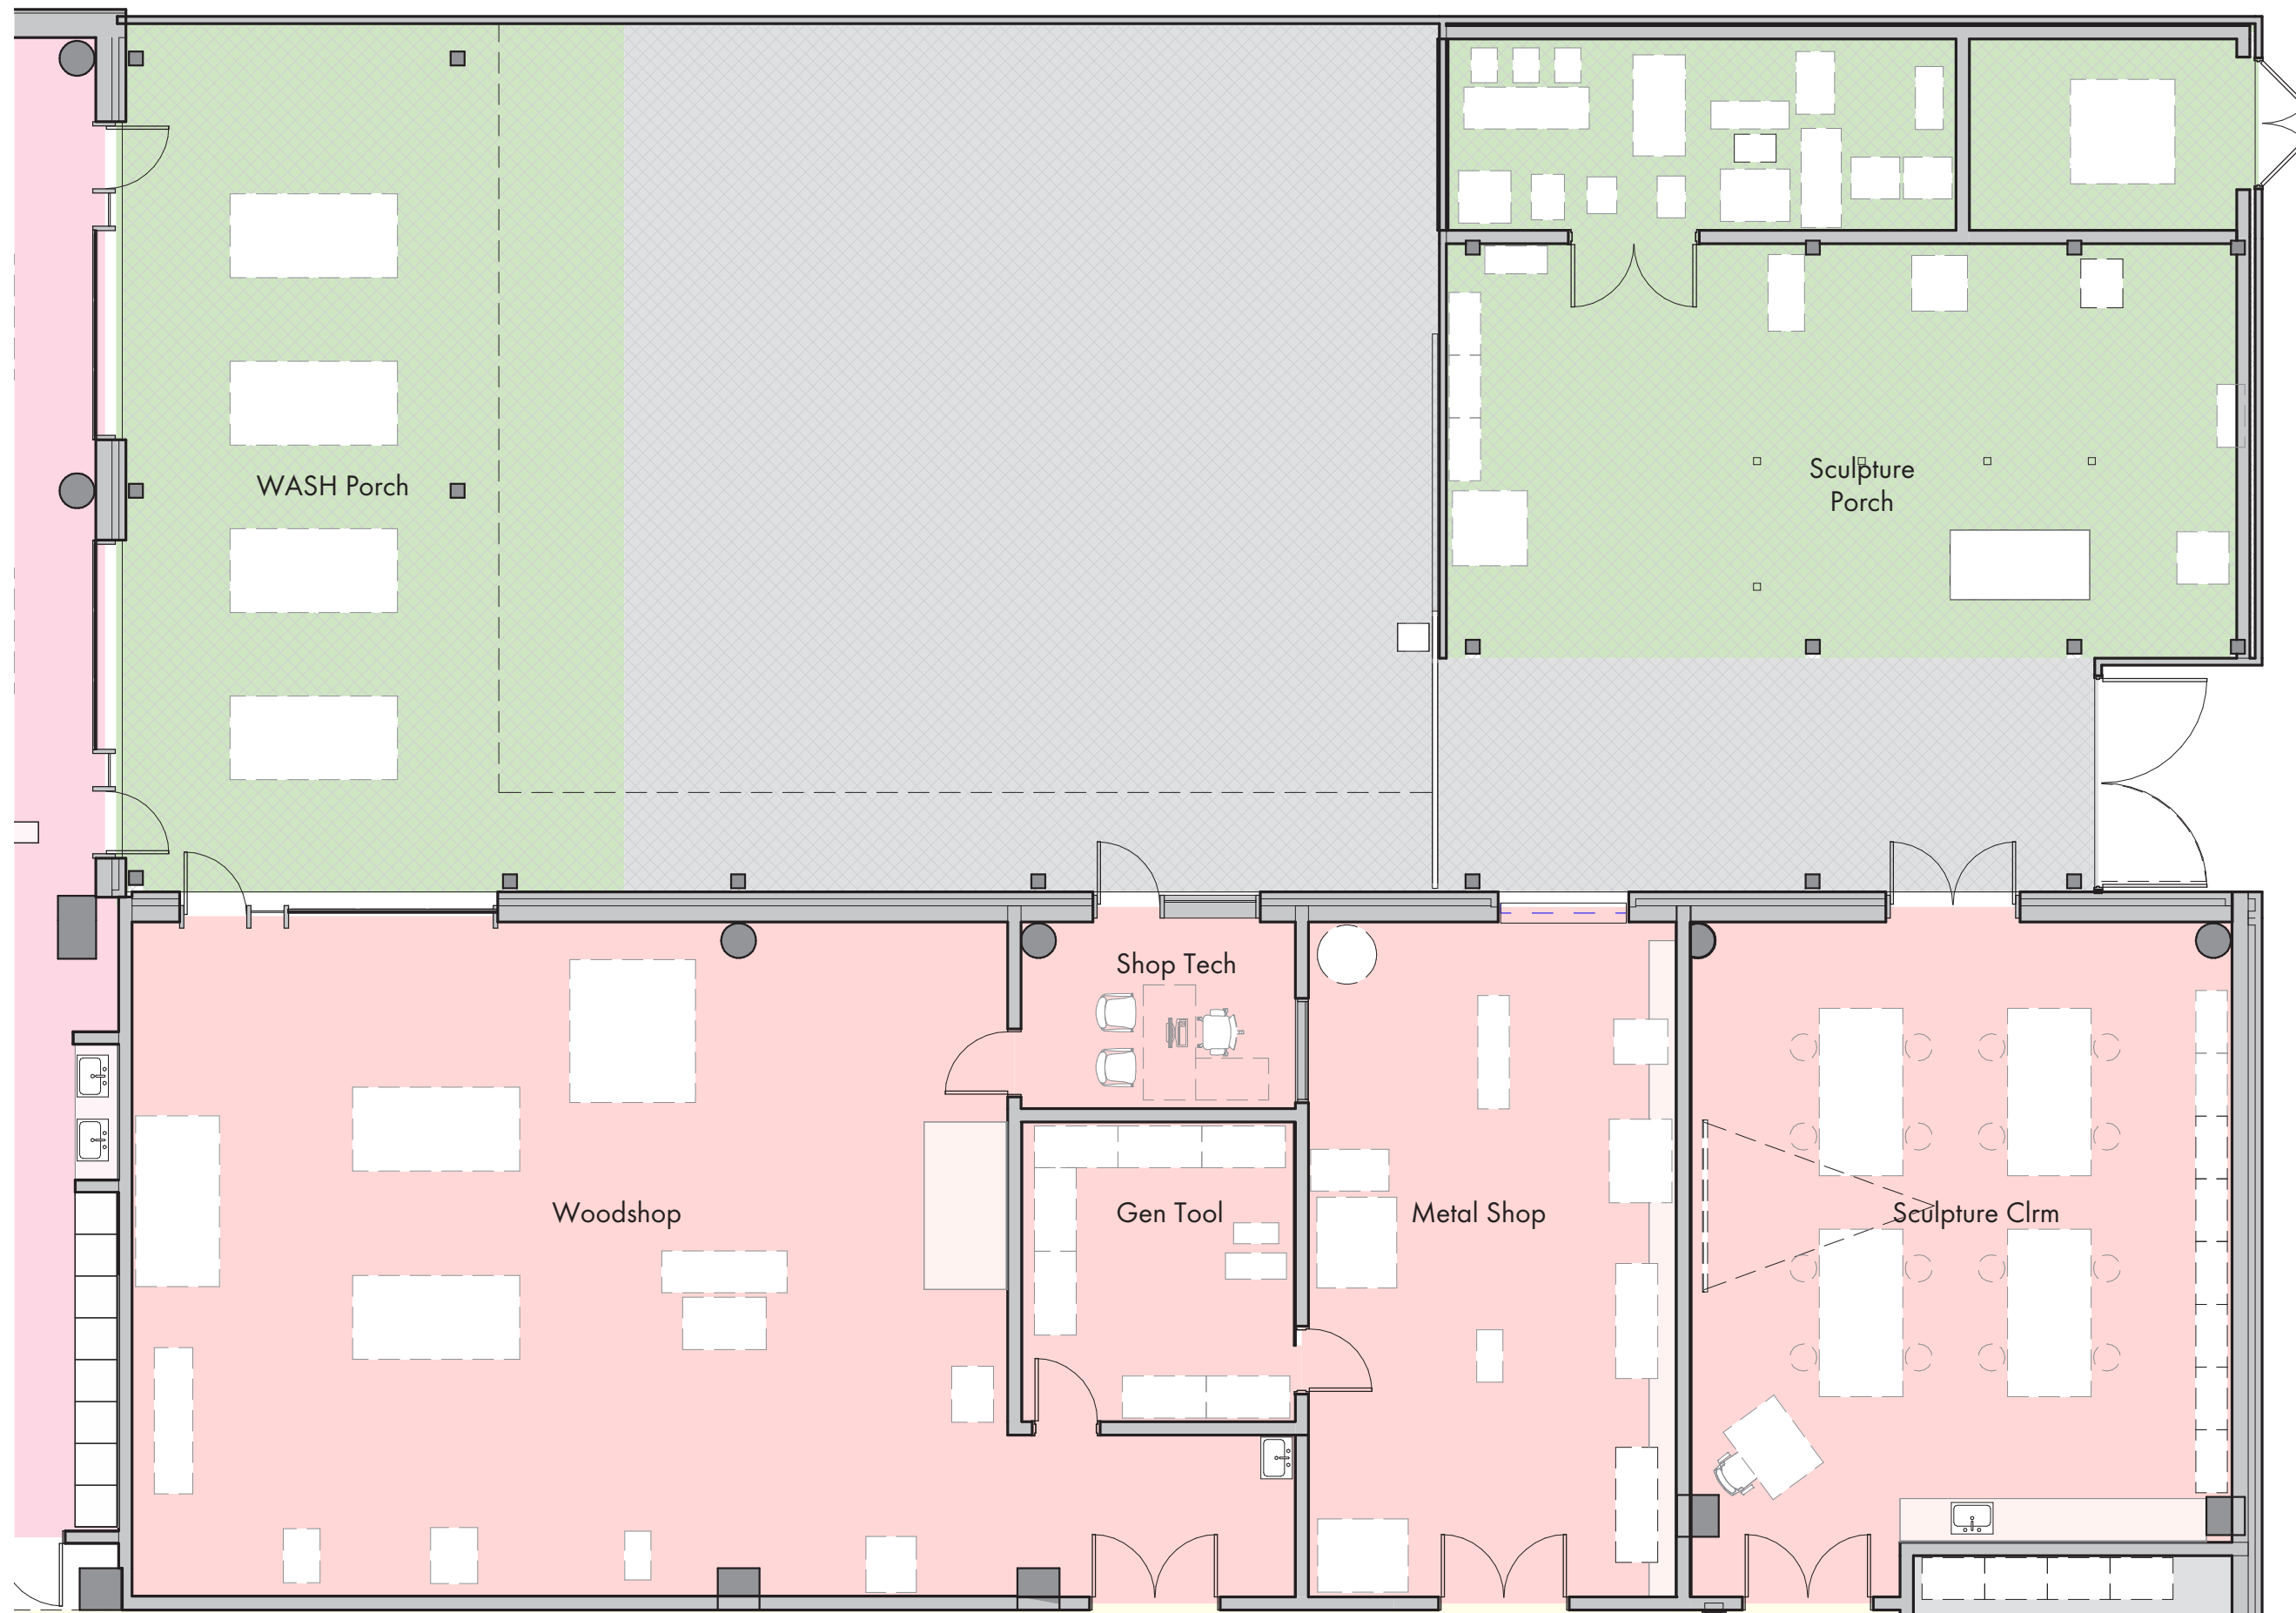 WASH Porch
Sculpture
Porch
Shop Tech
Woodshop
Gen Tool
Metal Shop
Sculpture Clrm